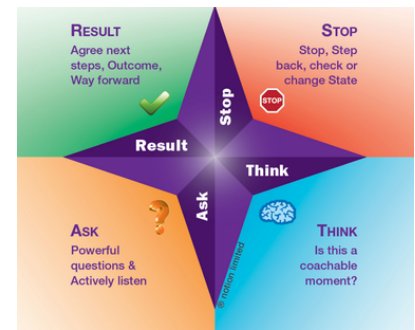 RESULT
Agree next
steps, Outcome,
Way forward
STOP
Stop, Step
back, check or
change State
STOP
Stop
Result
Think
Ask
ASK
Powerful
questions &
Actively listen
THINK
Is this a
coachable
moment?
© notion limited